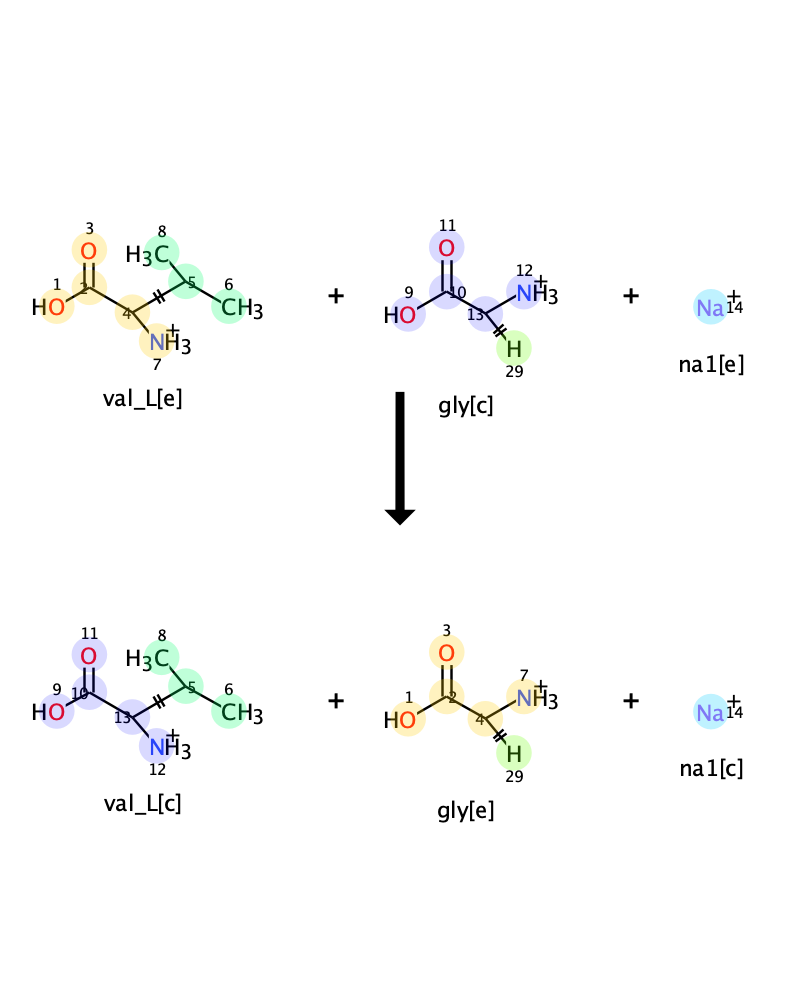 3 8 11
O H3C O 12
1 2 5 6 9 10 NH3+
HO CH3 + HO 13 + Na+ 14
4 NH3+ H
7 29
val_L[e] gly[c] na1[e]
11 8 3
O H3C O 7
9 10 5 6 1 2 NH3+
HO CH3 + HO 4 + Na+ 14
13 NH3+ H
12 29
val_L[c] gly[e] na1[c]